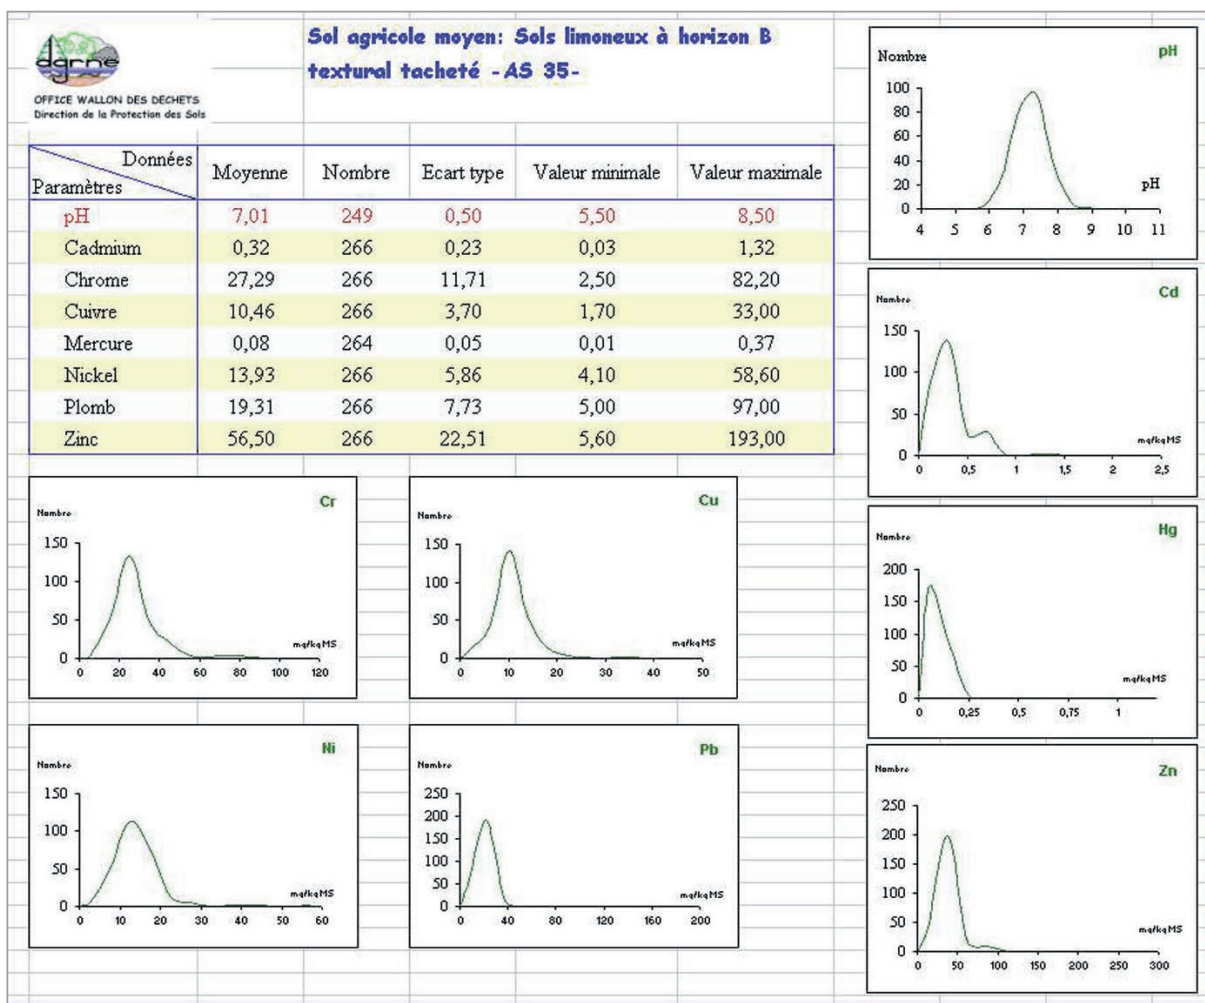 dgrne
OFFICE WALLON DES DECHETS
Direction de la Protection des Sols
Sol agricole moyen: Sols limoneux à horizon B
textural tacheté -AS 35-
Données
Paramètres Moyenne Nombre Ecart type Valeur minimale Valeur maximale
pH 7,01 249 0,50 5,50 8,50
Cadmium 0,32 266 0,23 0,03 1,32
Chrome 27,29 266 11,71 2,50 82,20
Cuivre 10,46 266 3,70 1,70 33,00
Mercure 0,08 264 0,05 0,01 0,37
Nickel 13,93 266 5,86 4,10 58,60
Plomb 19,31 266 7,73 5,00 97,00
Zinc 56,50 266 22,51 5,60 193,00
pH
Nombre
100
80
60
40
20
0
pH
4 5 6 7 8 9 10 11
Cd
Nombre
150
100
50
0
mg/kg MS
0 0,5 1 1,5 2 2,5
Cr
Nombre
150
100
50
0
mg/kg MS
0 20 40 60 80 100 120
Cu
Nombre
150
100
50
0
mg/kg MS
0 10 20 30 40 50
Hg
Nombre
200
150
100
50
0
mg/kg MS
0 0,25 0,5 0,75 1
Ni
Nombre
150
100
50
0
mg/kg MS
0 10 20 30 40 50 60
Pb
Nombre
250
200
150
100
50
0
mg/kg MS
0 40 80 120 160 200
Zn
Nombre
250
200
150
100
50
0
mg/kg MS
0 50 100 150 200 250 300